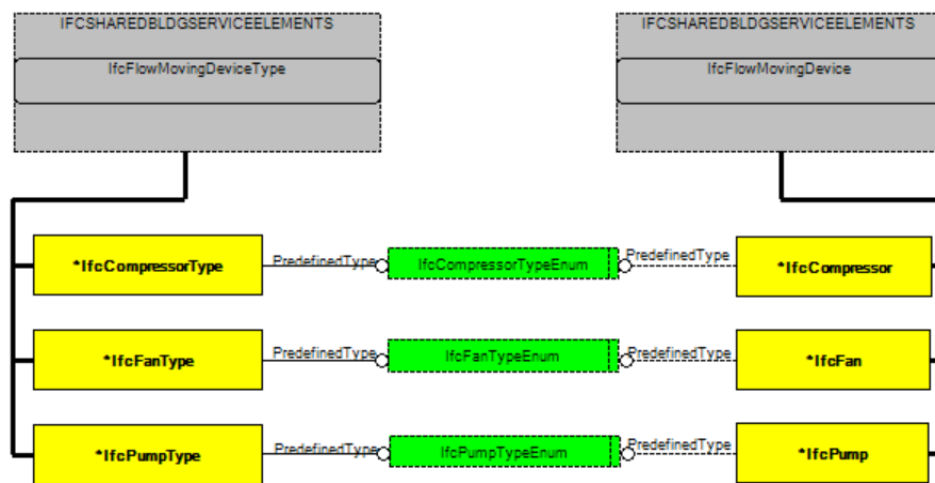 IFCSHAREDBLDGSERVICEELEMENTS
IfcFlowMovingDeviceType
IFCSHAREDBLDGSERVICEELEMENTS
IfcFlowMovingDevice
*IfcCompressorType
PredefinedType
IfcCompressorTypeEnum
PredefinedType
*IfcCompressor
*IfcFanType
PredefinedType
IfcFanTypeEnum
PredefinedType
*IfcFan
*IfcPumpType
PredefinedType
IfcPumpTypeEnum
PredefinedType
*IfcPump